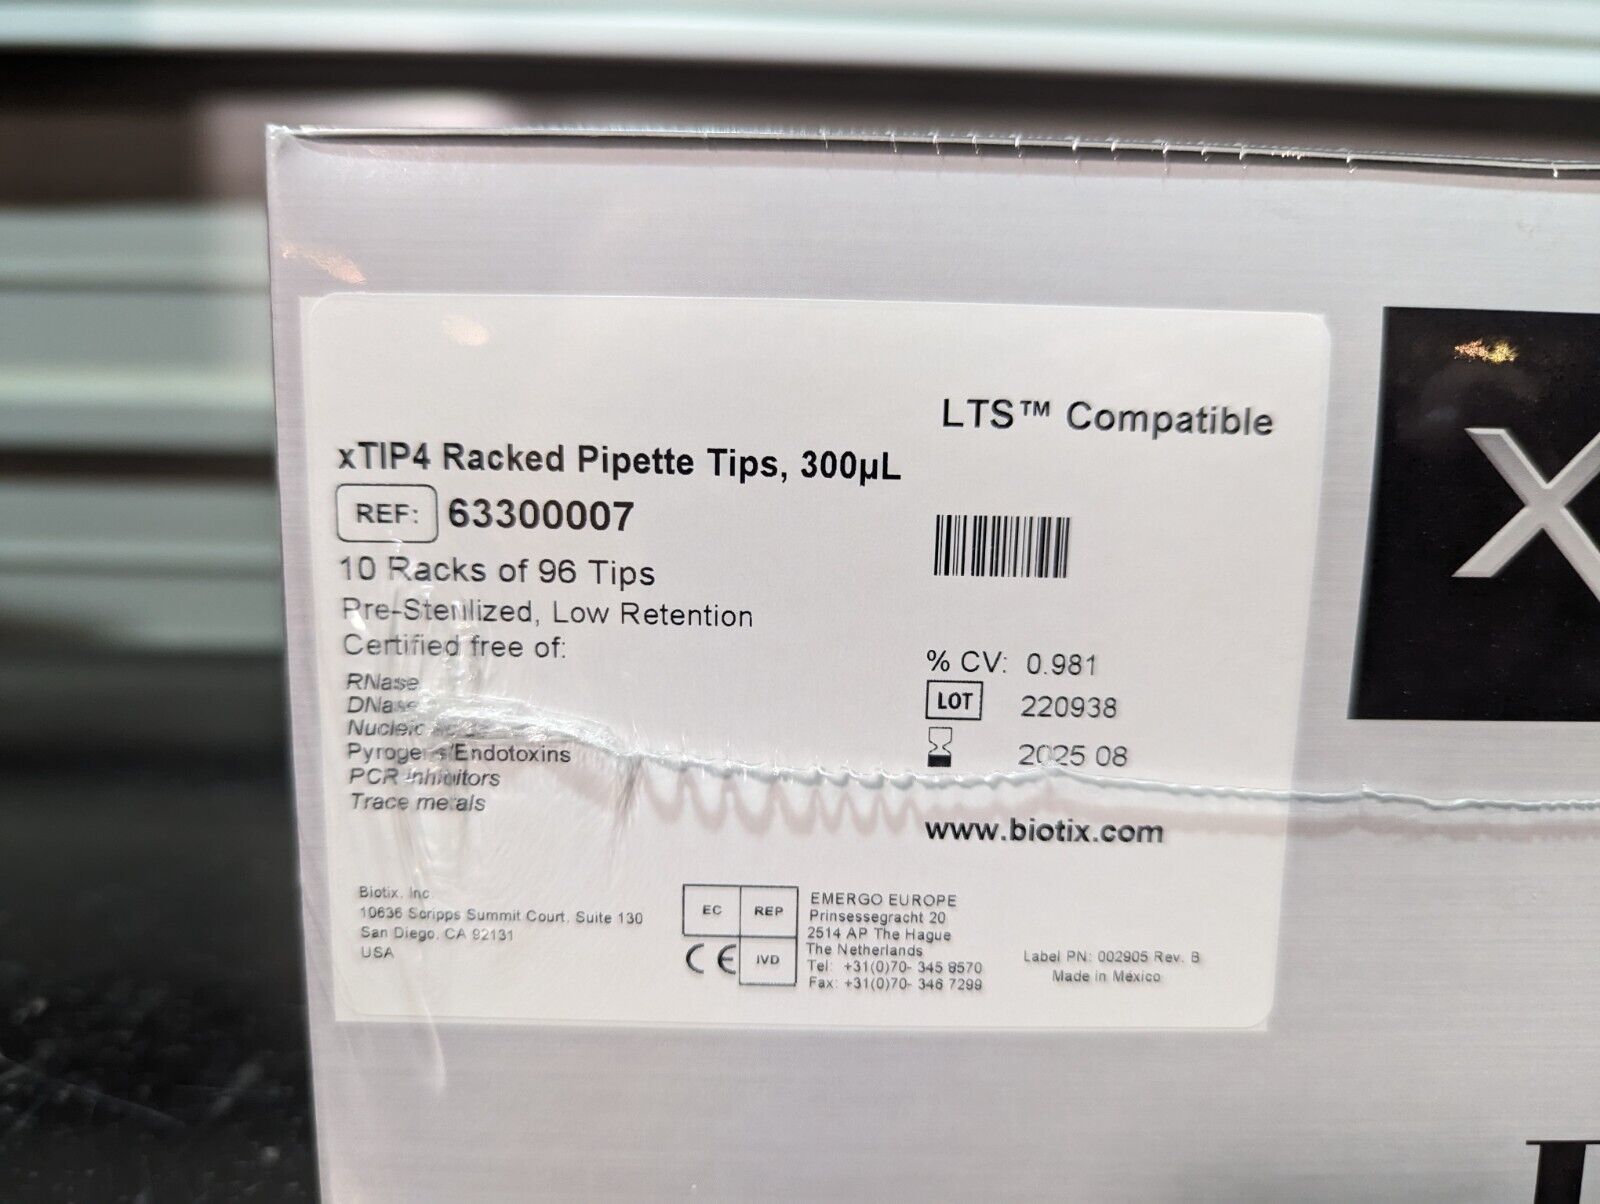 LTS™ Compatible
xTIP4 Racked Pipette Tips, 300µL
REF: 63300007
10 Racks of 96 Tips
Pre-Sterilized, Low Retention
Certified free of:
RNase
DNase
Nucleic
Pyrogens/Endotoxins
PCR inhibitors
Trace metals
% CV: 0.981
LOT 220938
2025 08
www.biotix.com
Biotix, Inc
10636 Scripps Summit Court, Suite 130
San Diego, CA 92131
USA
EC REP
CE IVD
EMERGO EUROPE
Prinsessegracht 20
2514 AP The Hague
The Netherlands
Tel: +31(0)70- 345 8570
Fax: +31(0)70- 346 7299
Label PN: 002905 Rev. B
Made in Mexico
X